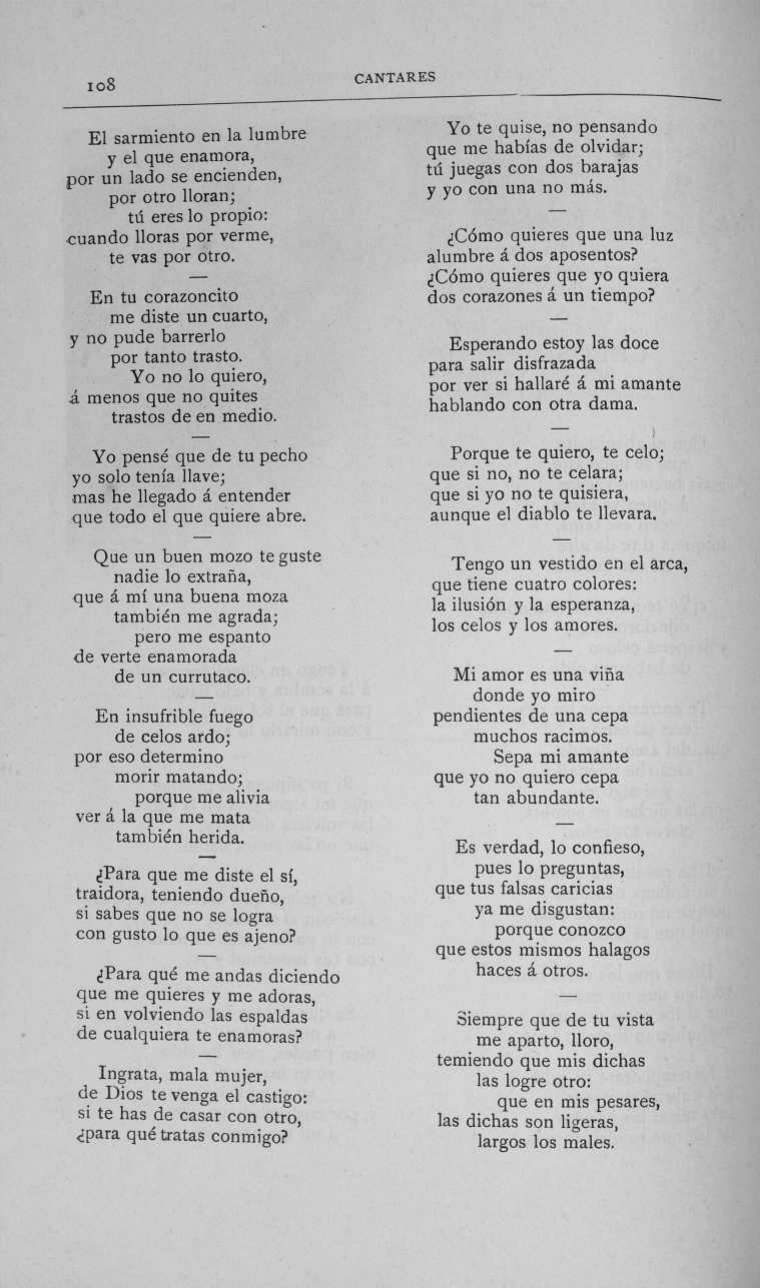 108
CANTARES
El sarmiento en la lumbre
y el que enamora,
por un lado se encienden,
por otro lloran;
tú eres lo propio:
cuando lloras por verme,
te vas por otro.
—
En tu corazoncito
me diste un cuarto,
y no pude barrerlo
por tanto trasto.
Yo no lo quiero,
á menos que no quites
trastos de en medio.
—
Yo pensé que de tu pecho
yo solo tenía llave;
mas he llegado á entender
que todo el que quiere abre.
—
Que un buen mozo te guste
nadie lo extraña,
que á mí una buena moza
también me agrada;
pero me espanto
de verte enamorada
de un currutaco.
—
En insufrible fuego
de celos ardo;
por eso determino
morir matando;
porque me alivia
ver á la que me mata
también herida.
—
¿Para que me diste el sí,
traidora, teniendo dueño,
si sabes que no se logra
con gusto lo que es ajeno?
—
¿Para qué me andas diciendo
que me quieres y me adoras,
si en volviendo las espaldas
de cualquiera te enamoras?
—
Ingrata, mala mujer,
de Dios te venga el castigo:
si te has de casar con otro,
¿para qué tratas conmigo?
Yo te quise, no pensando
que me habías de olvidar;
tú juegas con dos barajas
y yo con una no más.
—
¿Cómo quieres que una luz
alumbre á dos aposentos?
¿Cómo quieres que yo quiera
dos corazones á un tiempo?
—
Esperando estoy las doce
para salir disfrazada
por ver si hallaré á mi amante
hablando con otra dama.
—
Porque te quiero, te celo;
que si no, no te celara;
que si yo no te quisiera,
aunque el diablo te llevara.
—
Tengo un vestido en el arca,
que tiene cuatro colores:
la ilusión y la esperanza,
los celos y los amores.
—
Mi amor es una viña
donde yo miro
pendientes de una cepa
muchos racimos.
Sepa mi amante
que yo no quiero cepa
tan abundante.
—
Es verdad, lo confieso,
pues lo preguntas,
que tus falsas caricias
ya me disgustan:
porque conozco
que estos mismos halagos
haces á otros.
—
Siempre que de tu vista
me aparto, lloro,
temiendo que mis dichas
las logre otro:
que en mis pesares,
las dichas son ligeras,
largos los males.